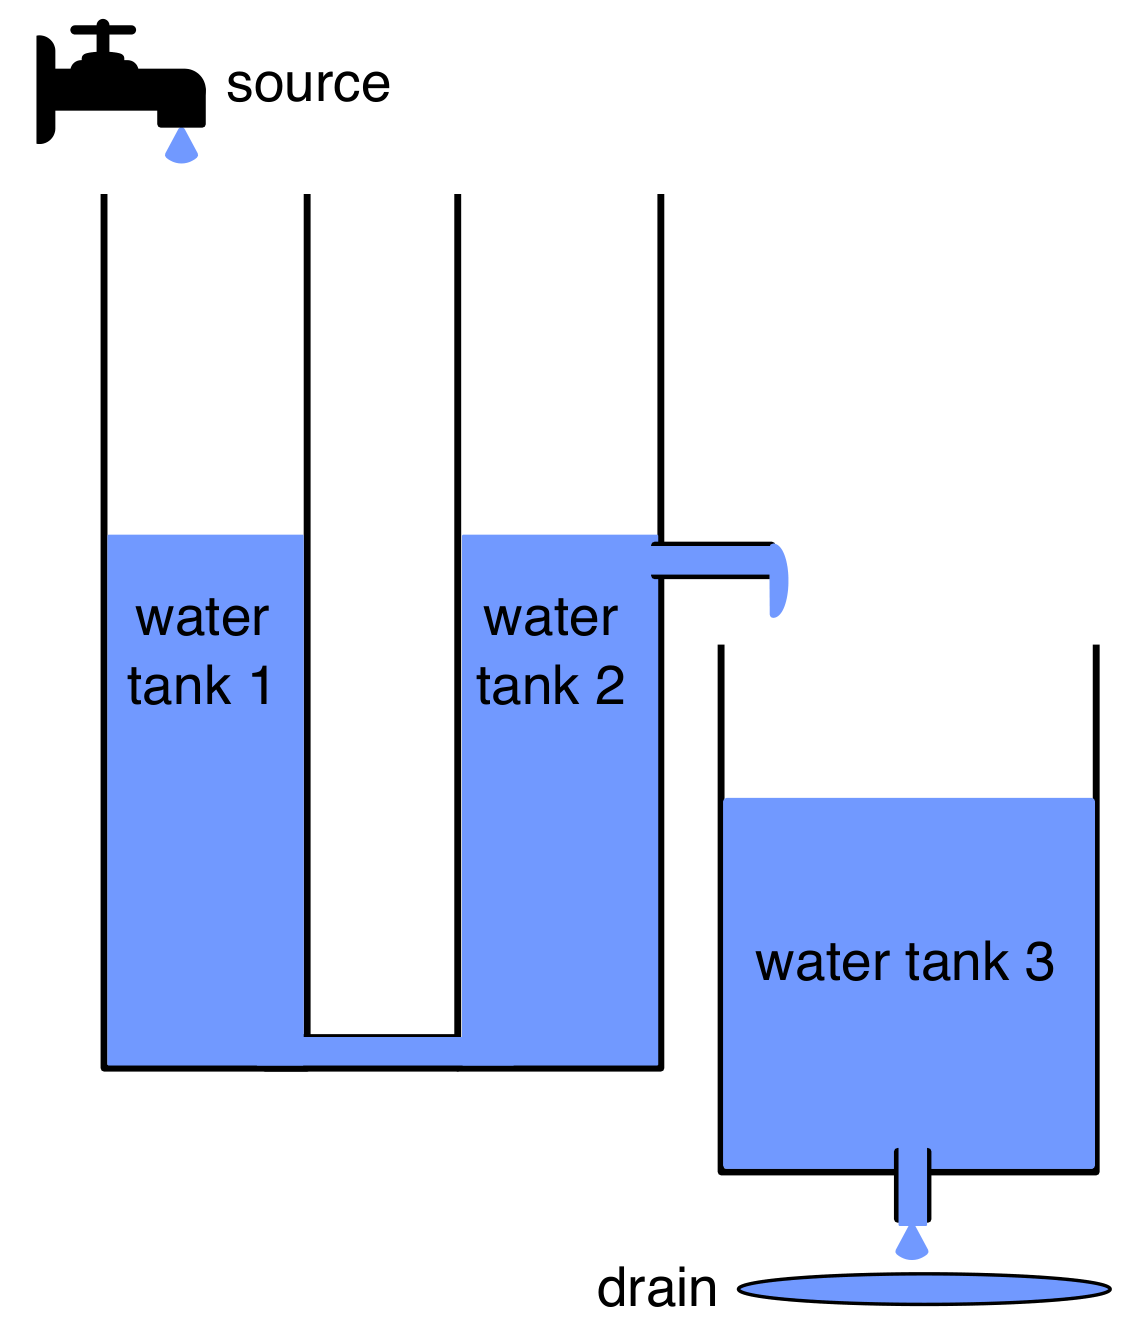 source
water
tank 1
water
tank 2
water tank 3
drain